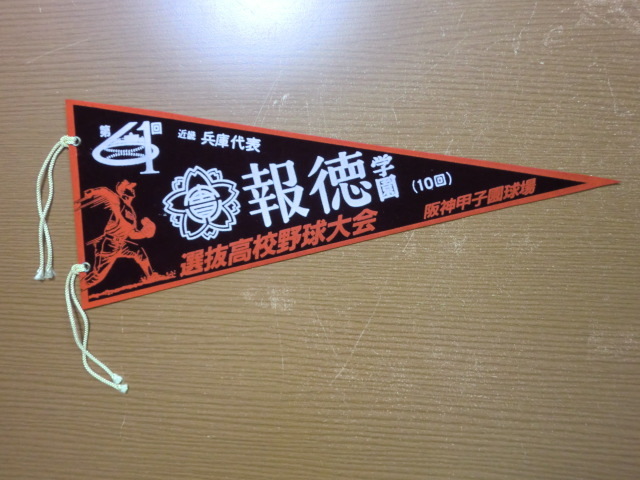 第61回
近畿 兵庫代表
報徳学園 (10回)
選抜高校野球大会
阪神甲子園球場